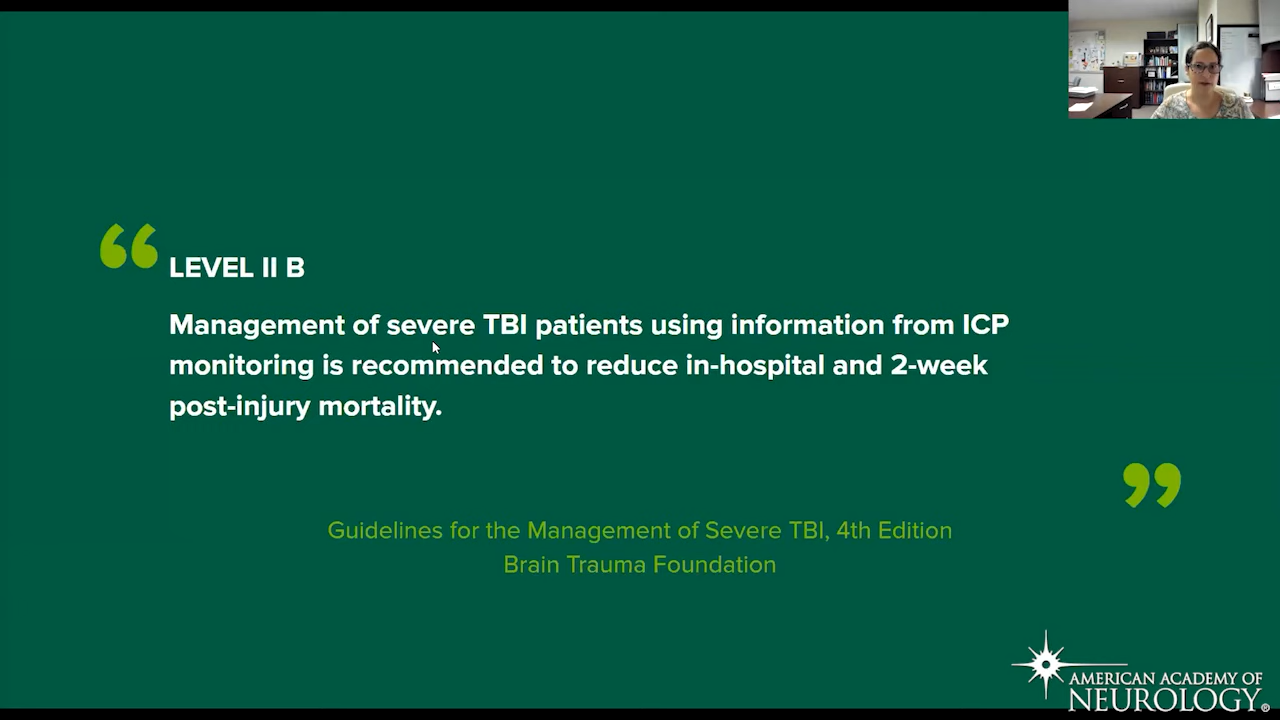 “
LEVEL II B
Management of severe TBI patients using information from ICP
monitoring is recommended to reduce in-hospital and 2-week
post-injury mortality.
”
Guidelines for the Management of Severe TBI, 4th Edition
Brain Trauma Foundation
AMERICAN ACADEMY OF
NEUROLOGY®